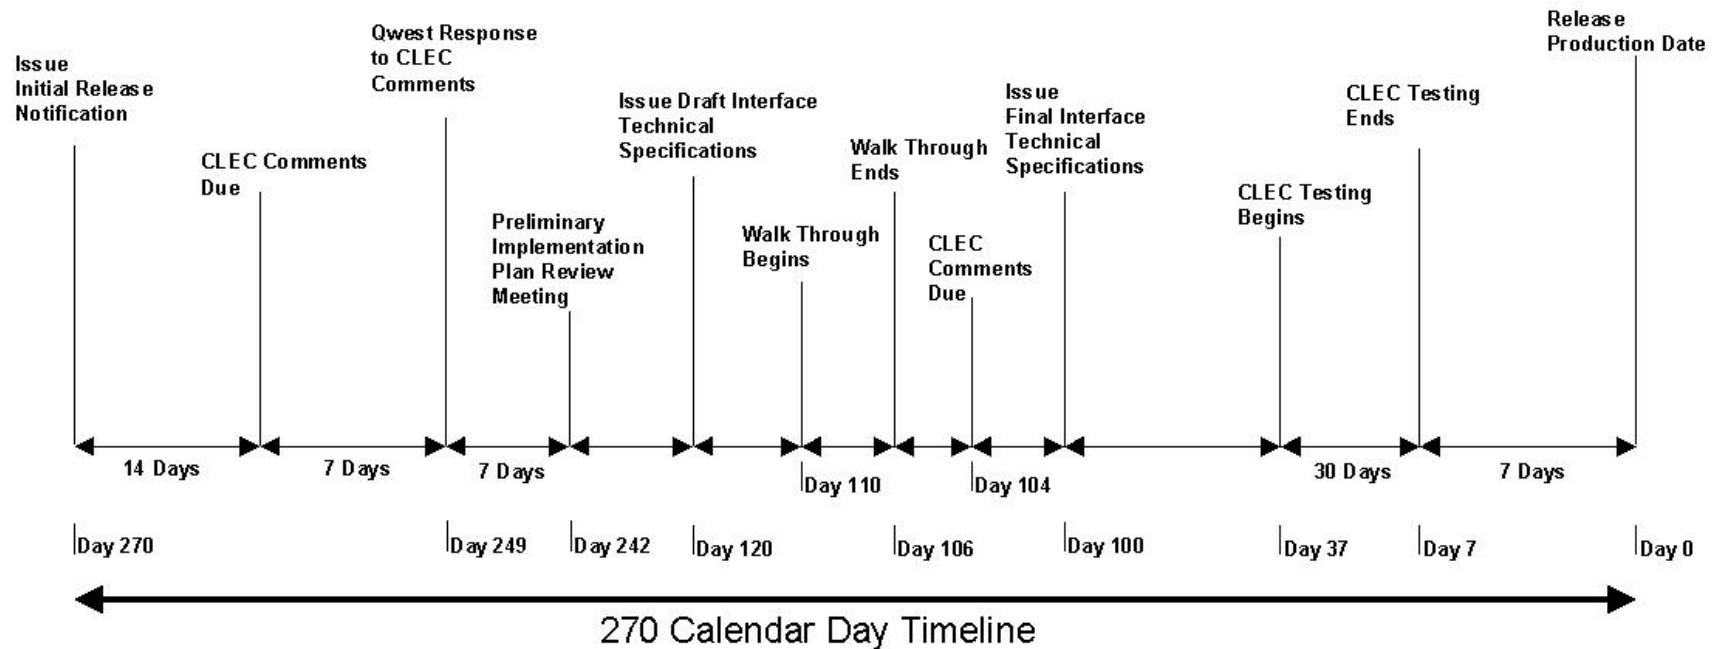 Issue
Initial Release
Notification
CLEC Comments
Due
Qwest Response
to CLEC
Comments
Preliminary
Implementation
Plan Review
Meeting
Issue Draft Interface
Technical
Specifications
Walk Through
Begins
Walk Through
Ends
CLEC
Comments
Due
Issue
Final Interface
Technical
Specifications
CLEC Testing
Begins
CLEC Testing
Ends
Release
Production Date
14 Days
7 Days
7 Days
30 Days
7 Days
Day 110
Day 104
Day 270
Day 249
Day 242
Day 120
Day 106
Day 100
Day 37
Day 7
Day 0
270 Calendar Day Timeline